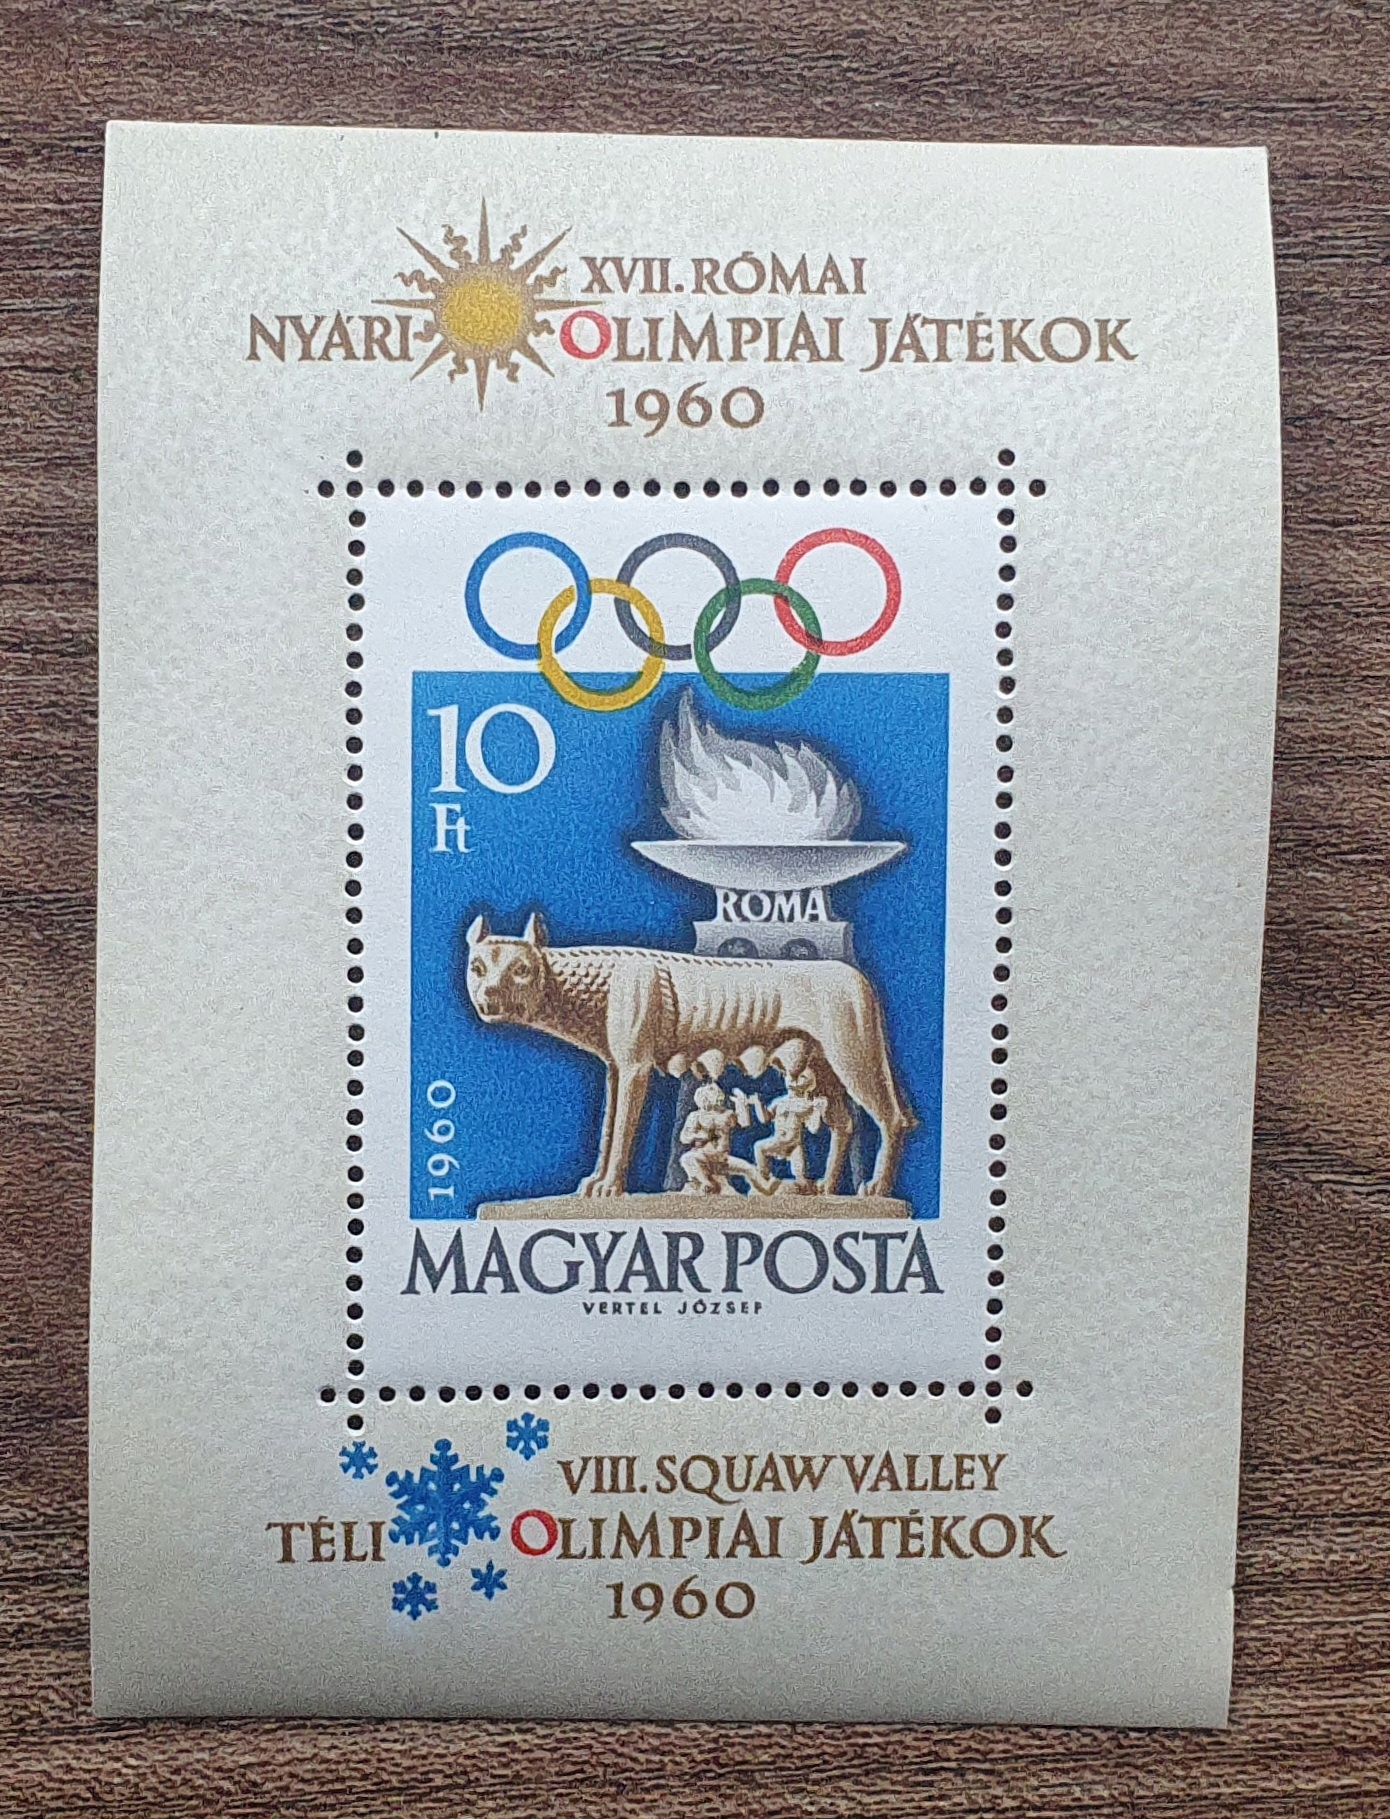 XVII. RÓMAI
NYÁRI OLIMPIAI JÁTÉKOK
1960
10
Ft
ROMA
1960
MAGYAR POSTA
VERTEL JÓZSEF
VIII. SQUAW VALLEY
TÉLI OLIMPIAI JÁTÉKOK
1960